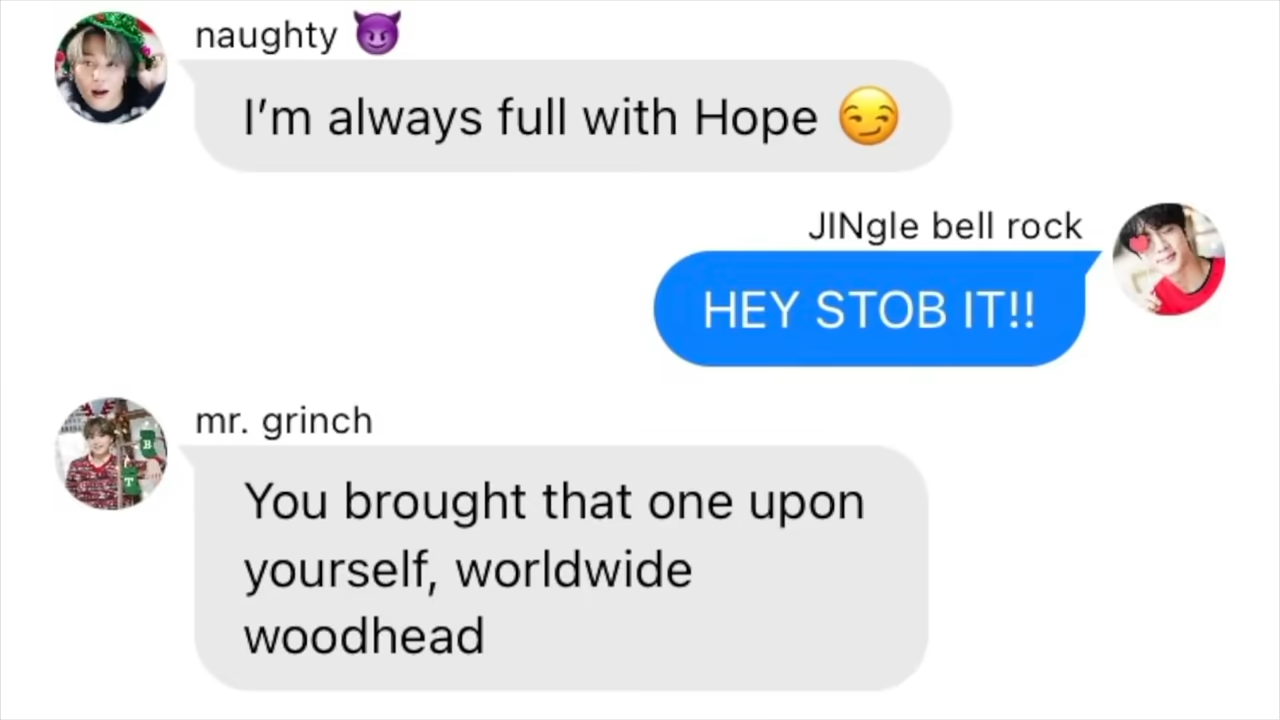 naughty 😈
I’m always full with Hope 😏
JINgle bell rock
HEY STOB IT!!
mr. grinch
B
T
You brought that one upon
yourself, worldwide
woodhead